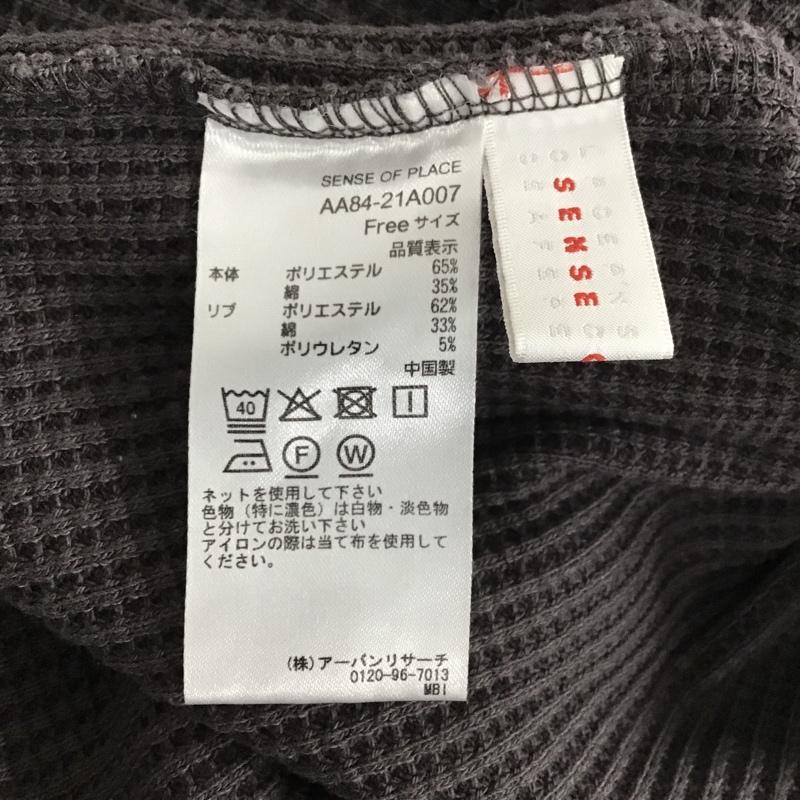 SENSE OF PLACE
AA84-21A007
Free サイズ
品質表示
本体 ポリエステル 65%
綿 35%
リブ ポリエステル 62%
綿 33%
ポリウレタン 5%
中国製
40
F W
ネットを使用して下さい
色物（特に濃色）は白物・淡色物
と分けてお洗い下さい
アイロンの際は当て布を使用して
ください。
(株)アーバンリサーチ
0120-96-7013
MBI
SENSE